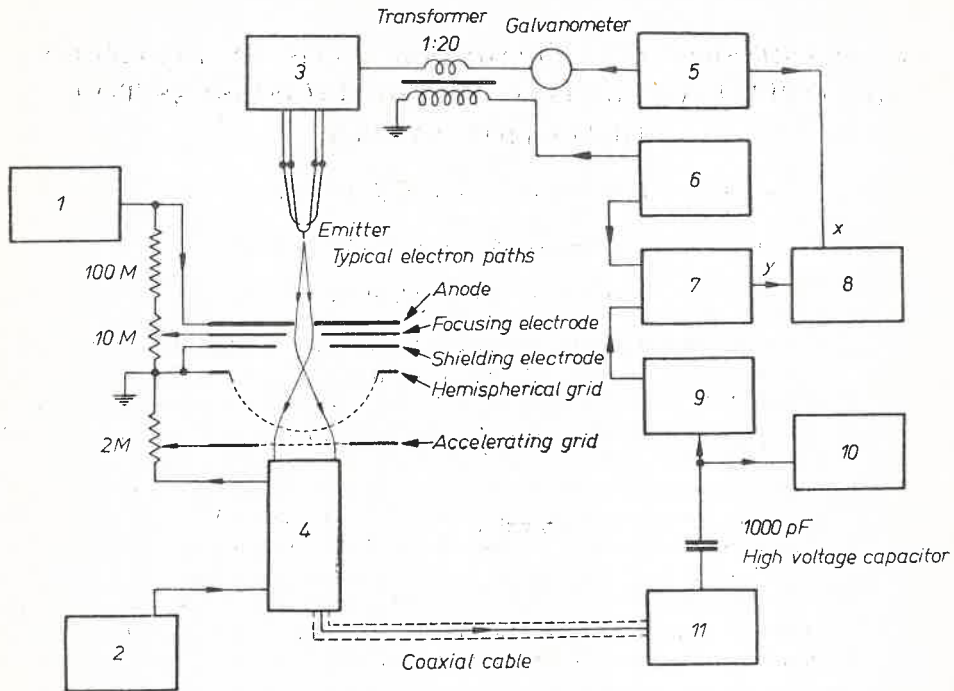 Transformer
1:20
Galvanometer
3
5
6
1
Emitter
Typical electron paths
x
100 M
Anode
7
y
8
Focusing electrode
10 M
Shielding electrode
Hemispherical grid
9
10
2M
Accelerating grid
4
1000 pF
High voltage capacitor
2
Coaxial cable
11